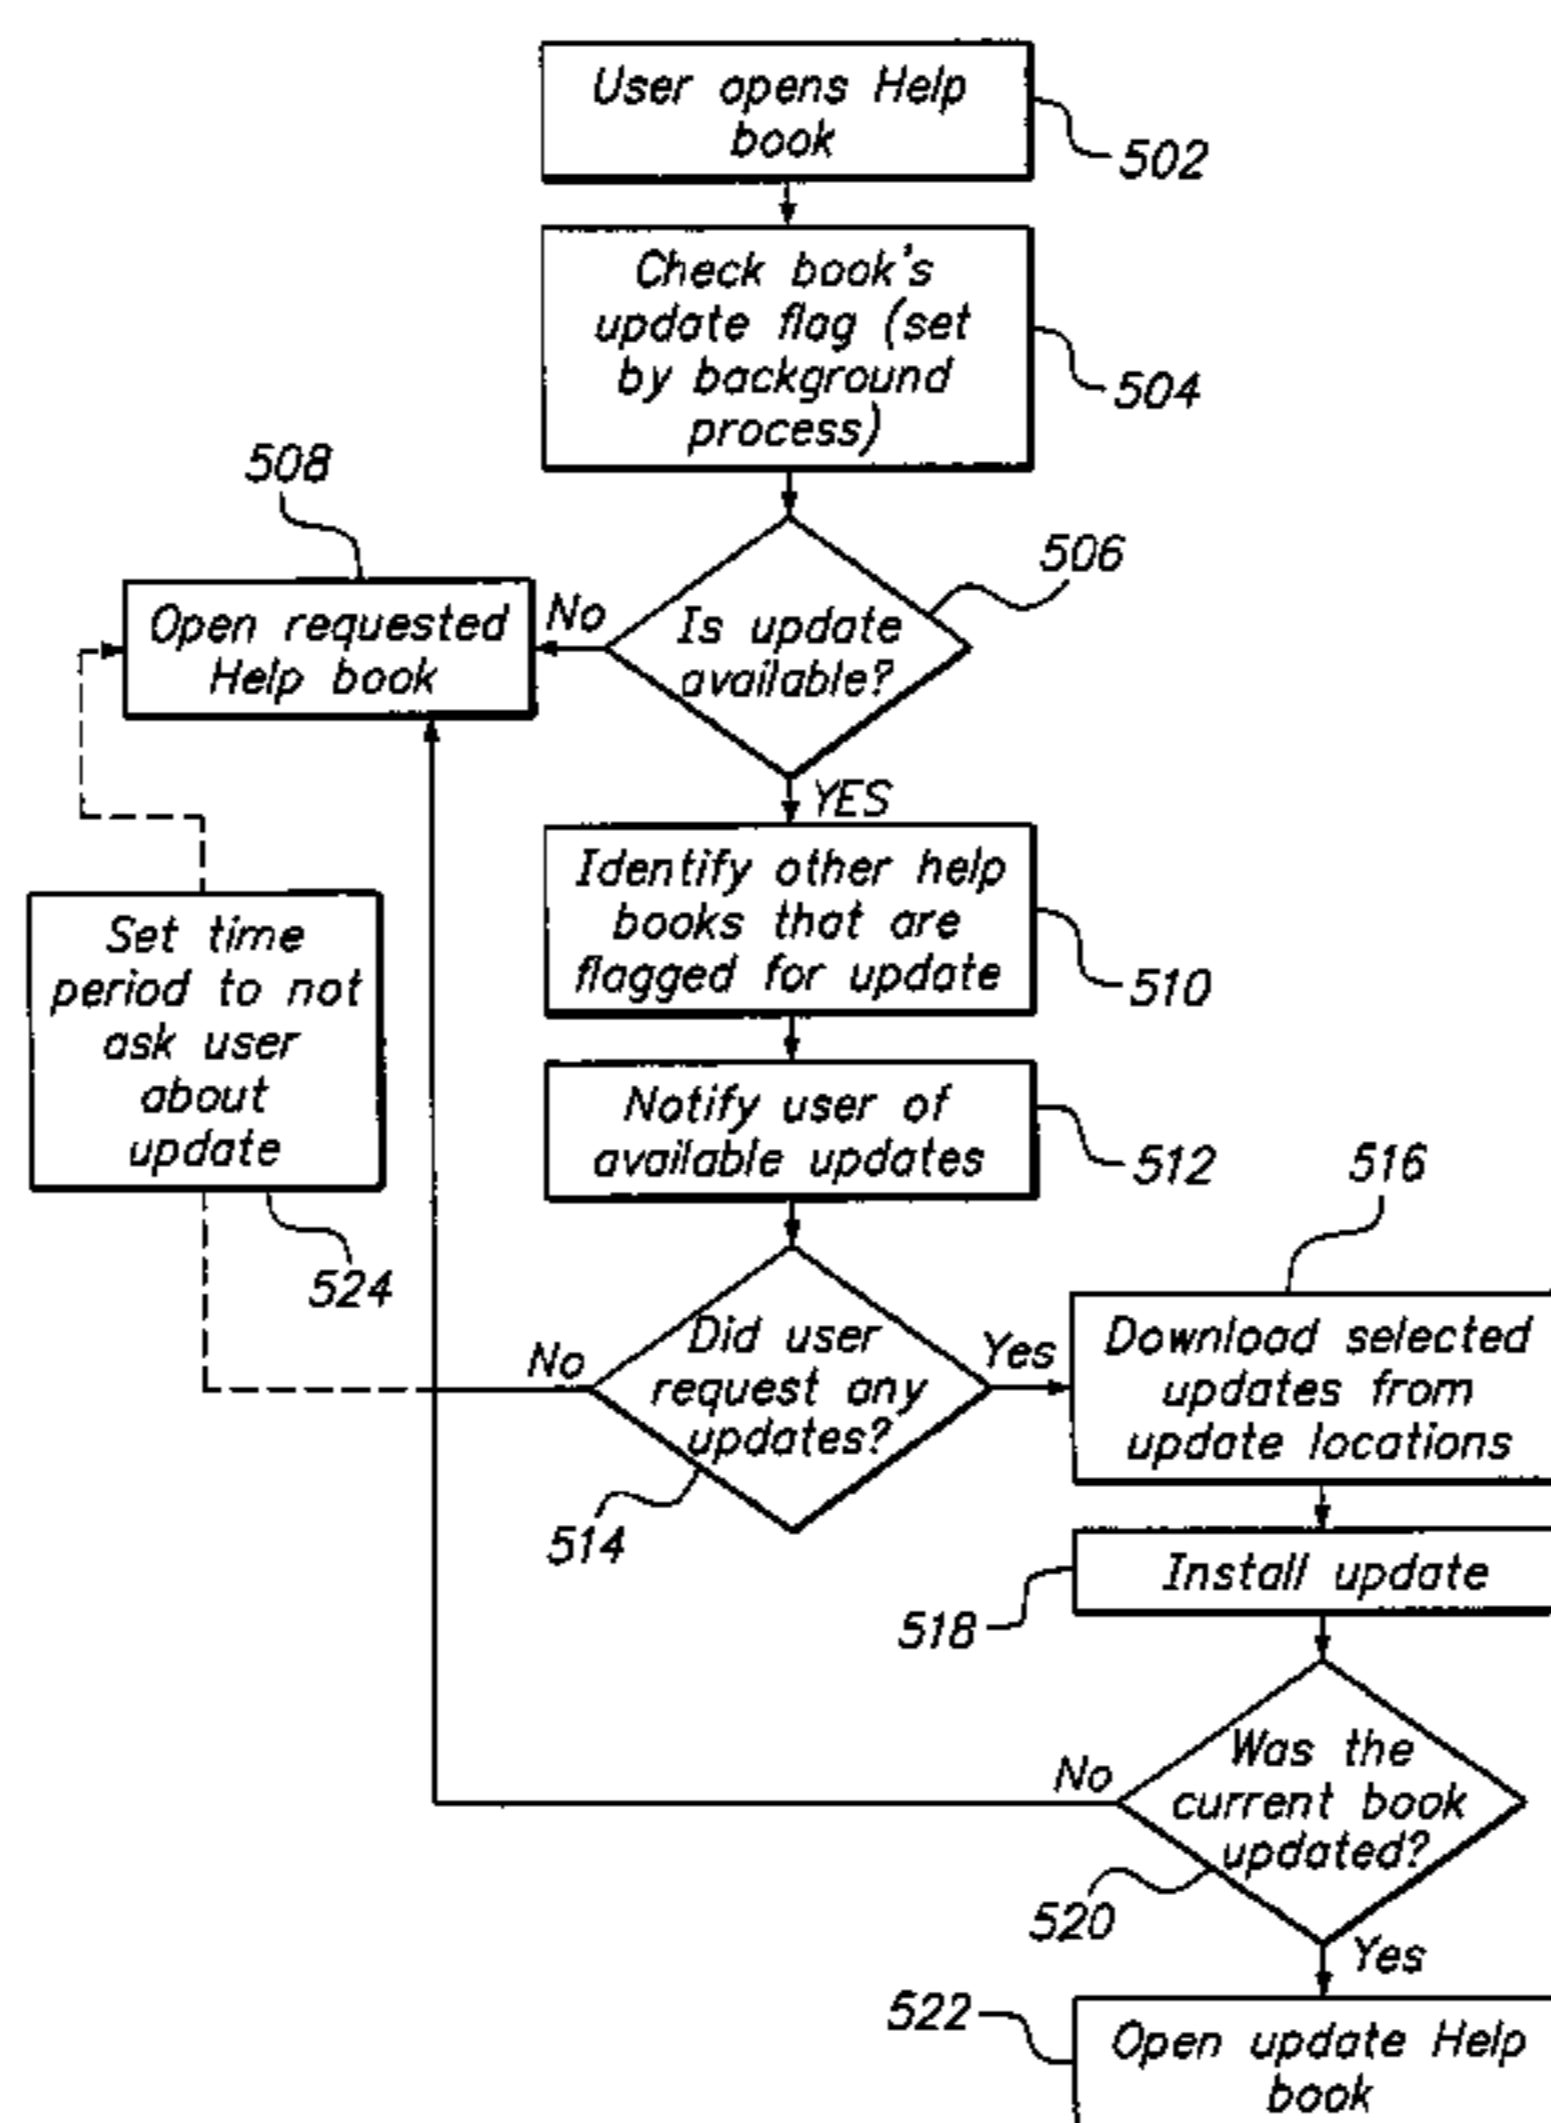 User opens Help
book
502
Check book's
update flag (set
by background
process)
504
508
506
Open requested
Help book
No
Is update
available?
YES
Identify other help
books that are
flagged for update
510
Set time
period to not
ask user
about
update
524
Notify user of
available updates
512
516
No
Did user
request any
updates?
Yes
514
Download selected
updates from
update locations
Install update
518
No
Was the
current book
updated?
520
Yes
522
Open update Help
book